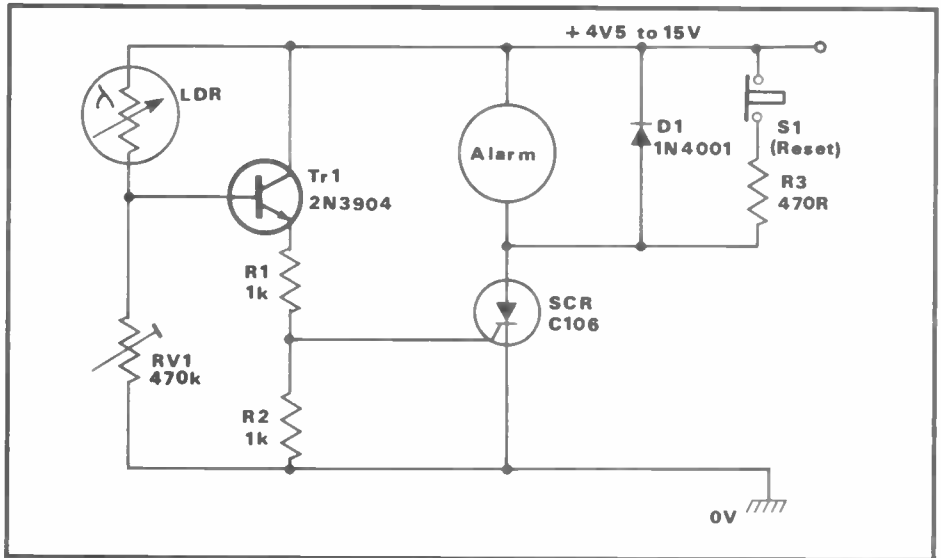 + 4V5 to 15V
LDR
Tr1
2N3904
Alarm
D1
1N4001
S1
(Reset)
R3
470R
R1
1k
SCR
C106
RV1
470k
R2
1k
0V